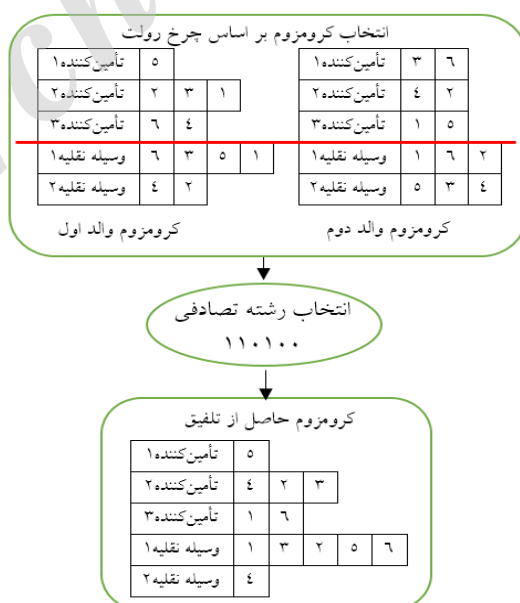 انتخاب کرومزوم بر اساس چرخ رولت
تأمین‌کننده۱ ۵
تأمین‌کننده۲ ۲ ۳ ۱
تأمین‌کننده۳ ۶ ٤
وسیله نقلیه۱ ۶ ۳ ۵ ۱
وسیله نقلیه۲ ٤ ۲
کرومزوم والد اول
تأمین‌کننده۱ ۳ ۶
تأمین‌کننده۲ ٤ ۲
تأمین‌کننده۳ ۱ ۵
وسیله نقلیه۱ ۱ ۶ ۲
وسیله نقلیه۲ ۵ ۳ ٤
کرومزوم والد دوم
انتخاب رشته تصادفی
۱۱۰۱۰۰
کرومزوم حاصل از تلفیق
تأمین‌کننده۱ ۵
تأمین‌کننده۲ ٤ ۲ ۳
تأمین‌کننده۳ ۱ ۶
وسیله نقلیه۱ ۱ ۳ ۲ ۵ ۶
وسیله نقلیه۲ ٤